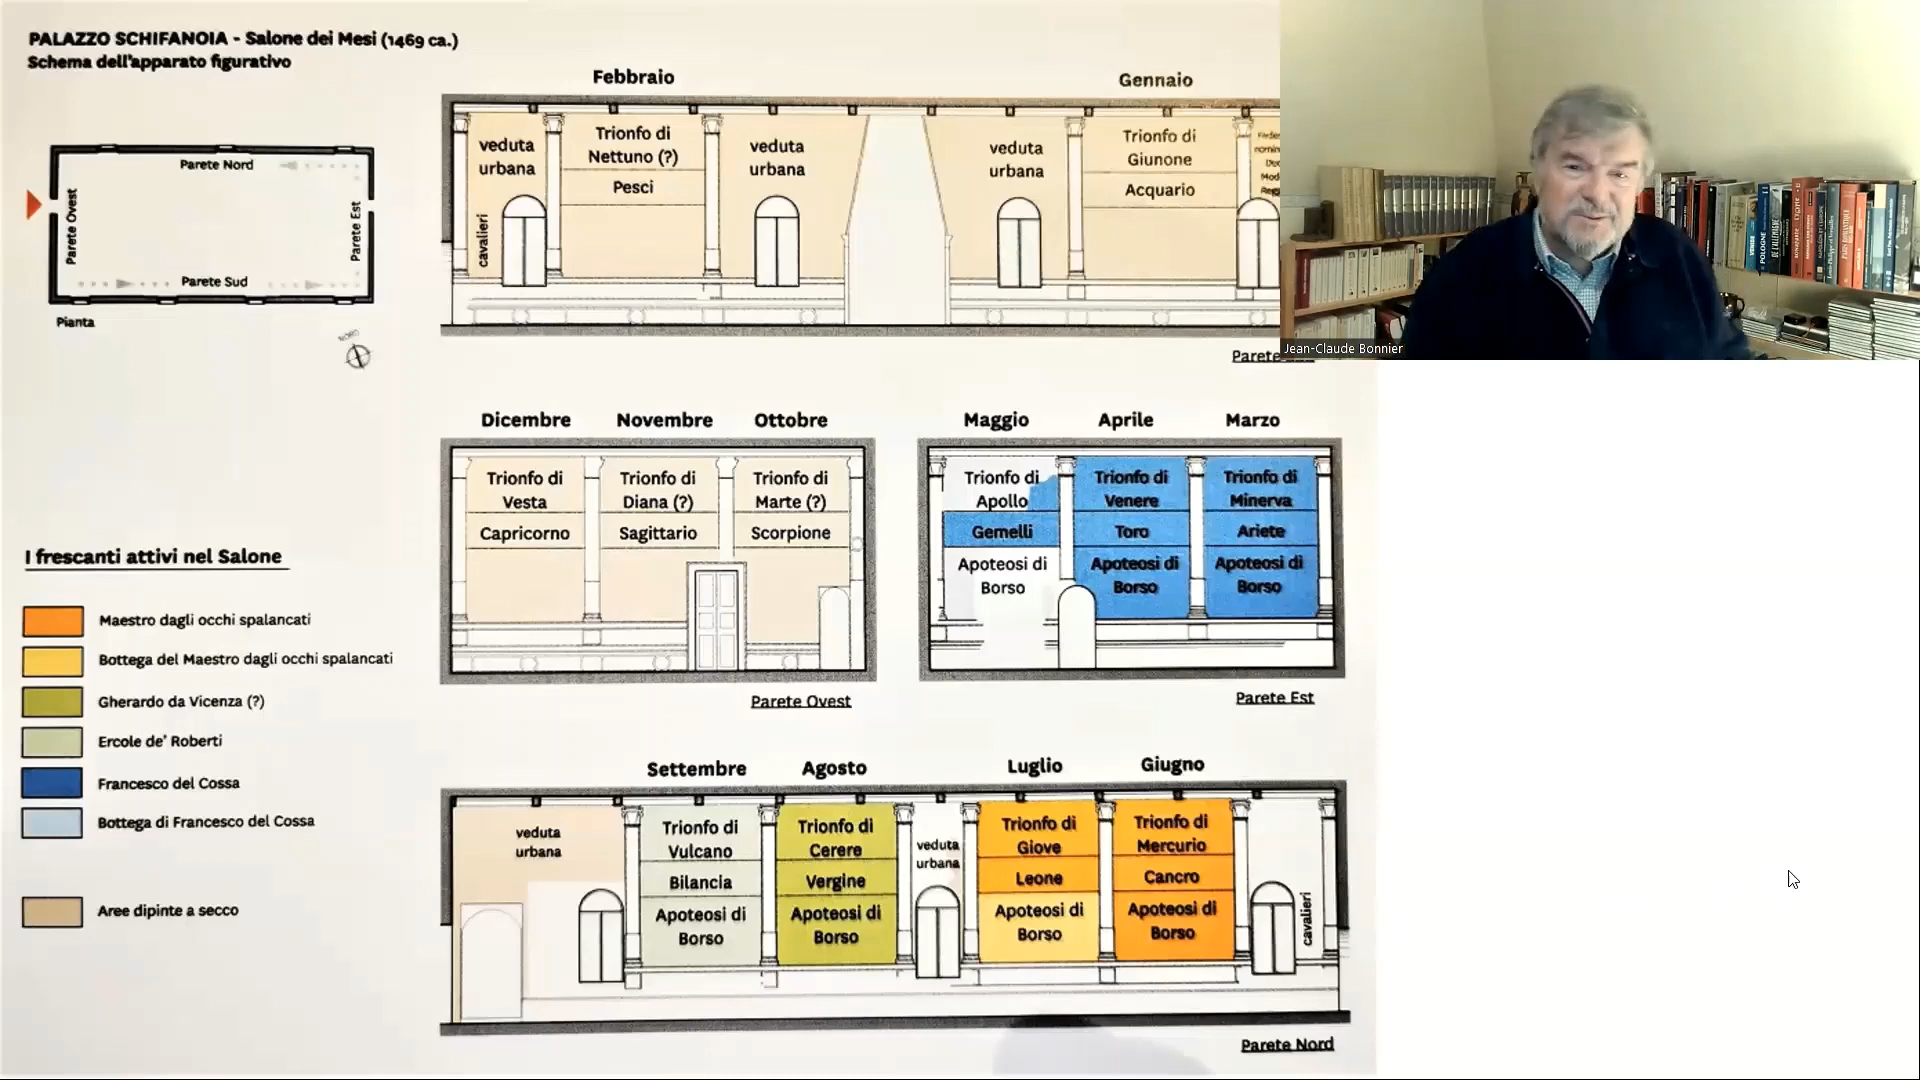 PALAZZO SCHIFANOIA - Salone dei Mesi (1469 ca.)
Schema dell'apparato figurativo
Parete Nord
Parete Ovest
Parete Est
Parete Sud
Pianta
NORD
Febbraio
Gennaio
veduta
urbana
cavalieri
Trionfo di
Nettuno (?)
Pesci
veduta
urbana
veduta
urbana
Trionfo di
Giunone
Acquario
Parete
Jean-Claude Bonnier
Dicembre
Novembre
Ottobre
Trionfo di
Vesta
Capricorno
Trionfo di
Diana (?)
Sagittario
Trionfo di
Marte (?)
Scorpione
Parete Ovest
Maggio
Aprile
Marzo
Trionfo di
Apollo
Gemelli
Apoteosi di
Borso
Trionfo di
Venere
Toro
Apoteosi di
Borso
Trionfo di
Minerva
Ariete
Apoteosi di
Borso
Parete Est
I frescanti attivi nel Salone
Maestro dagli occhi spalancati
Bottega del Maestro dagli occhi spalancati
Gherardo da Vicenza (?)
Ercole de' Roberti
Francesco del Cossa
Bottega di Francesco del Cossa
Aree dipinte a secco
Settembre
Agosto
Luglio
Giugno
veduta
urbana
Trionfo di
Vulcano
Bilancia
Apoteosi di
Borso
Trionfo di
Cerere
Vergine
Apoteosi di
Borso
veduta
urbana
Trionfo di
Giove
Leone
Apoteosi di
Borso
Trionfo di
Mercurio
Cancro
Apoteosi di
Borso
cavalieri
Parete Nord